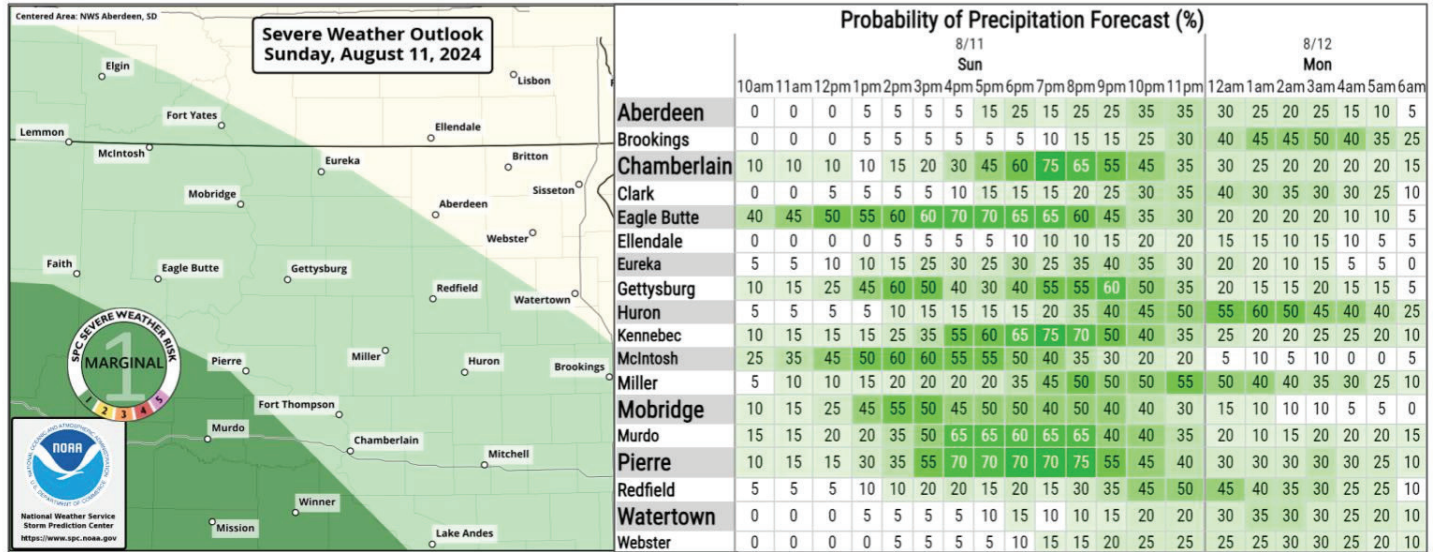 Centered Area: NWS Aberdeen, SD
Severe Weather Outlook
Sunday, August 11, 2024
Elgin
Lisbon
Fort Yates
Lemmon
Ellendale
McIntosh
Eureka
Britton
Mobridge
Sisseton
Aberdeen
Webster
Faith
Eagle Butte
Gettysburg
Redfield
Watertown
SPC SEVERE WEATHER RISK
1
MARGINAL
1 2 3 4 5
Pierre
Miller
Huron
Brookings
Fort Thompson
Murdo
Chamberlain
Mitchell
Winner
Mission
Lake Andes
NATIONAL OCEANIC AND ATMOSPHERIC ADMINISTRATION
NOAA
U.S. DEPARTMENT OF COMMERCE
National Weather Service
Storm Prediction Center
https://www.spc.noaa.gov
Probability of Precipitation Forecast (%)
8/11 8/12
Sun Mon
10am 11am 12pm 1pm 2pm 3pm 4pm 5pm 6pm 7pm 8pm 9pm 10pm 11pm 12am 1am 2am 3am 4am 5am 6am
Aberdeen 0 0 0 5 5 5 5 15 25 15 25 25 35 35 30 25 20 25 15 10 5
Brookings 0 0 0 5 5 5 5 5 5 10 15 15 25 30 40 45 45 50 40 35 25
Chamberlain 10 10 10 10 15 20 30 45 60 75 65 55 45 35 30 25 20 20 20 20 15
Clark 0 0 5 5 5 5 10 15 15 15 20 25 30 35 40 30 35 30 30 25 10
Eagle Butte 40 45 50 55 60 60 70 70 65 65 60 45 35 30 20 20 20 20 10 10 5
Ellendale 0 0 0 0 5 5 5 5 10 10 10 15 20 20 15 15 10 15 10 5 5
Eureka 5 5 10 10 15 25 30 25 30 25 35 40 35 30 20 20 10 15 5 5 0
Gettysburg 10 15 25 45 60 50 40 30 40 55 55 60 50 35 20 15 15 20 15 15 5
Huron 5 5 5 5 10 15 15 15 15 20 35 40 45 50 55 60 50 45 40 40 25
Kennebec 10 15 15 15 25 35 55 60 65 75 70 50 40 35 25 20 20 25 25 20 10
McIntosh 25 35 45 50 60 60 55 55 50 40 35 30 20 20 5 10 5 10 0 0 5
Miller 5 10 10 15 20 20 20 20 35 45 50 50 50 55 50 40 40 35 30 25 10
Mobridge 10 15 25 45 55 50 45 50 50 40 50 40 40 30 15 10 10 10 5 5 0
Murdo 15 15 20 20 35 50 65 65 60 65 65 40 40 35 20 10 15 20 20 20 15
Pierre 10 15 15 30 35 55 70 70 70 70 75 55 45 40 30 30 30 30 30 25 10
Redfield 5 5 5 10 10 20 20 15 20 15 30 35 45 50 45 40 35 30 25 25 10
Watertown 0 0 0 5 5 5 5 10 15 10 10 15 20 20 30 35 30 30 25 20 10
Webster 0 0 0 0 5 5 5 5 10 15 15 20 25 25 25 25 20 25 25 20 10